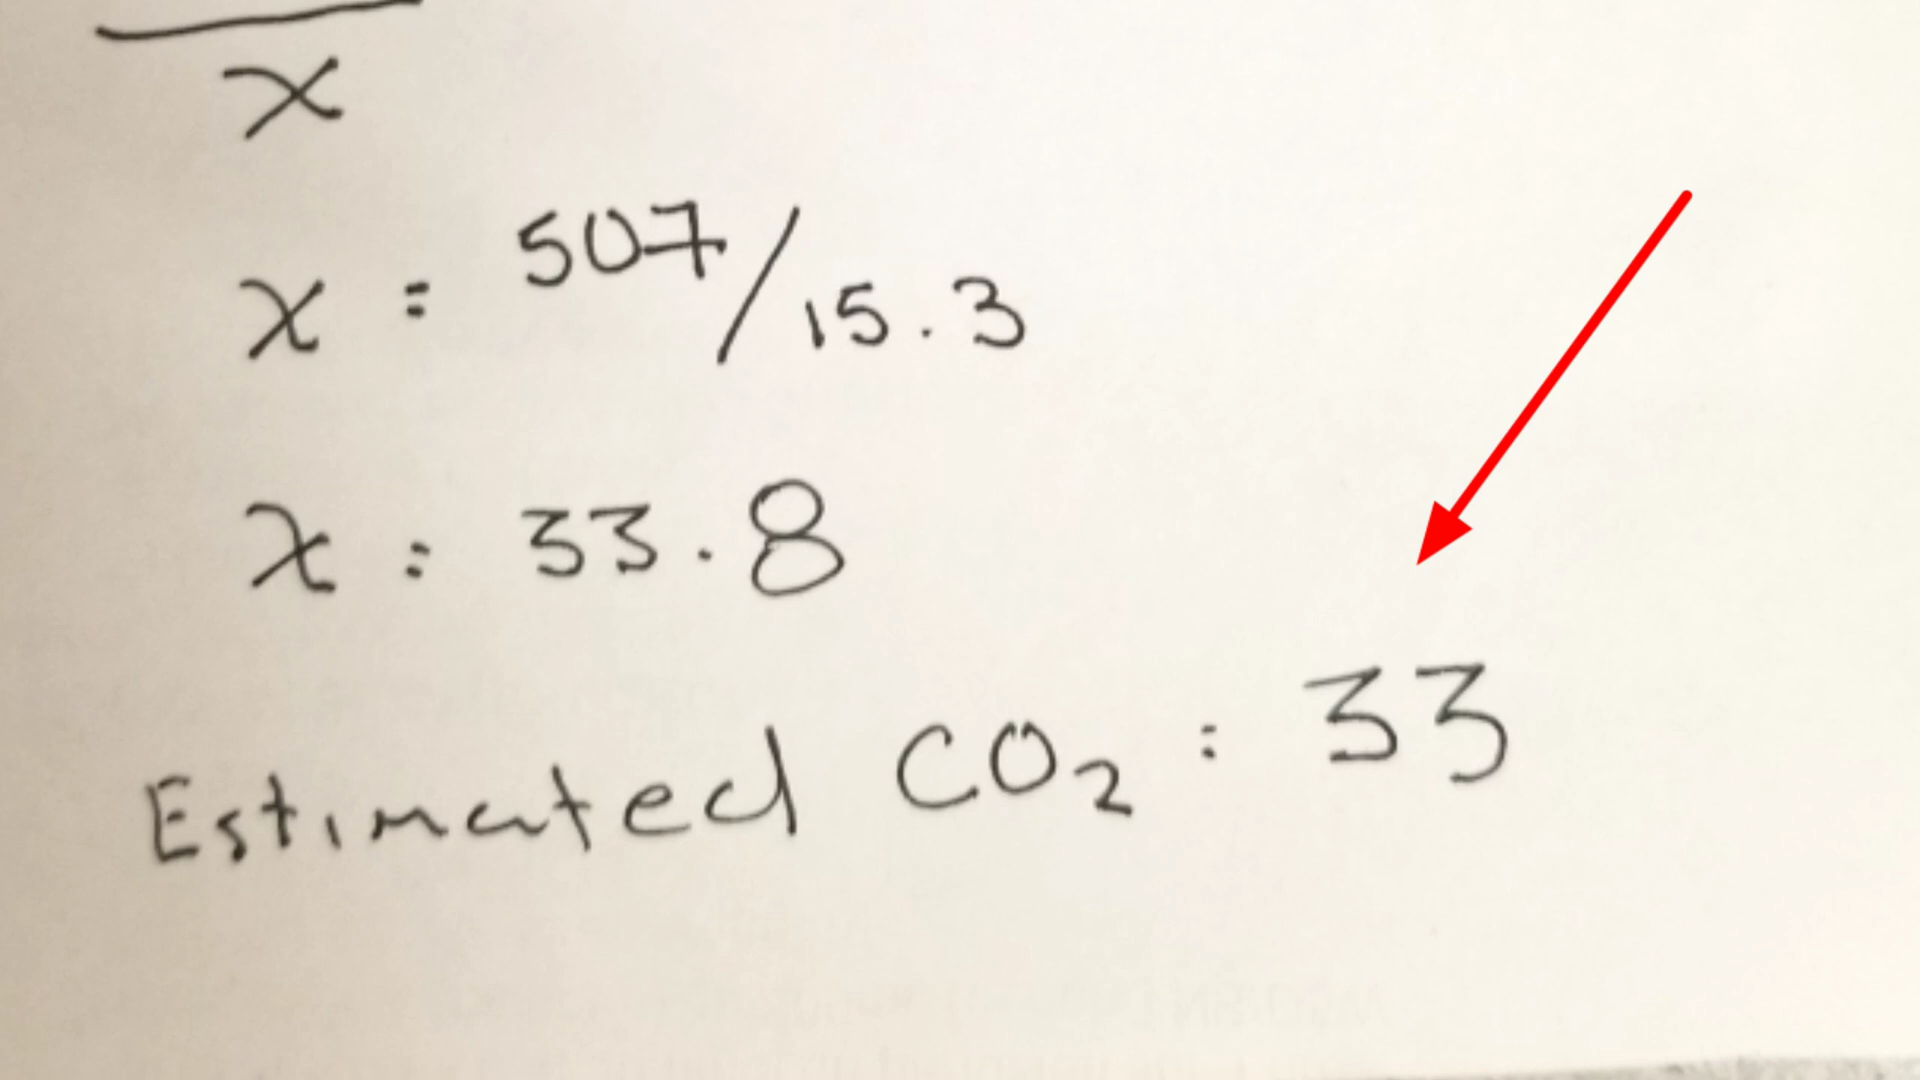 x
x = 507/15.3
x = 33.8
Estimated CO₂ = 33